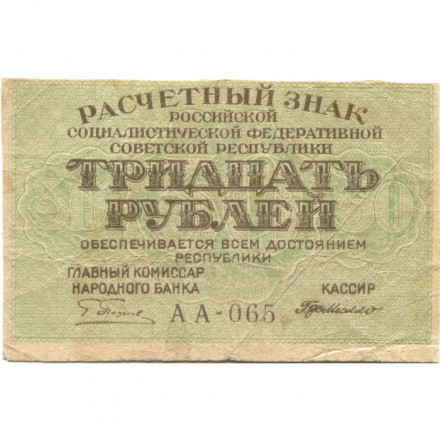 РАСЧЕТНЫЙ ЗНАК
РОССИЙСКОЙ
СОЦИАЛИСТИЧЕСКОЙ ФЕДЕРАТИВНОЙ
СОВЕТСКОЙ РЕСПУБЛИКИ
ТРИДЦАТЬ
РУБЛЕЙ
ОБЕСПЕЧИВАЕТСЯ ВСЕМ ДОСТОЯНИЕМ
РЕСПУБЛИКИ
ГЛАВНЫЙ КОМИССАР
НАРОДНОГО БАНКА КАССИР
АА-065